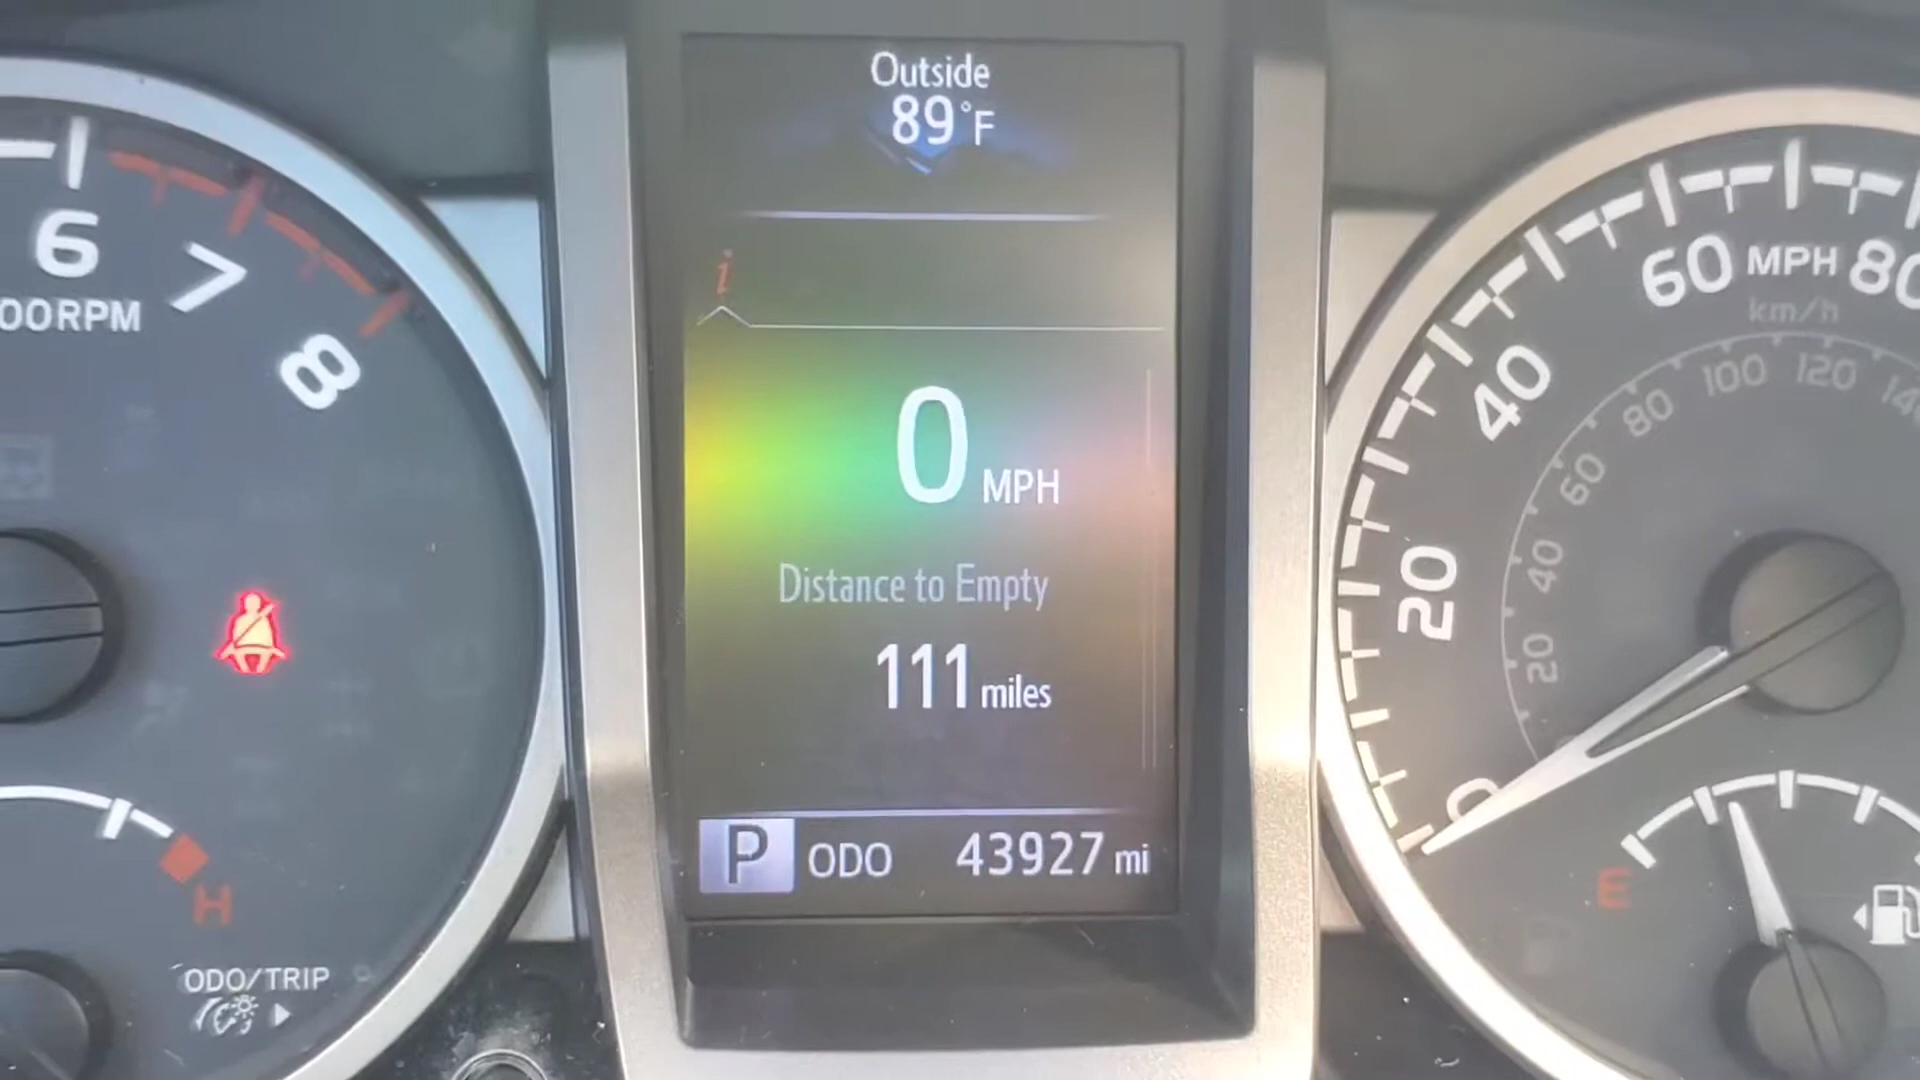 6
7
8
00RPM
H
ODO/TRIP
Outside
89°F
i
0 MPH
Distance to Empty
111 miles
P ODO 43927 mi
0
20
40
60
MPH
80
km/h
20
40
60
80
100
120
E